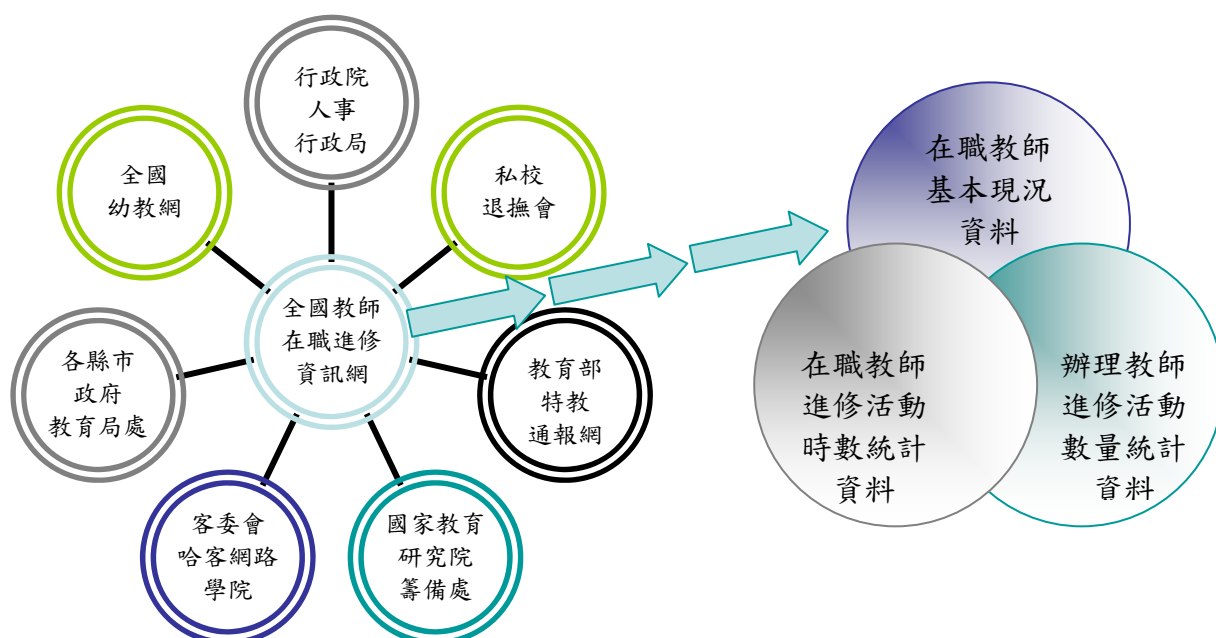 行政院
人事
行政局
全國
幼教網
私校
退撫會
全國教師
在職進修
資訊網
各縣市
政府
教育局處
教育部
特教
通報網
客委會
哈客網路
學院
國家教育
研究院
籌備處
在職教師
基本現況
資料
在職教師
進修活動
時數統計
資料
辦理教師
進修活動
數量統計
資料